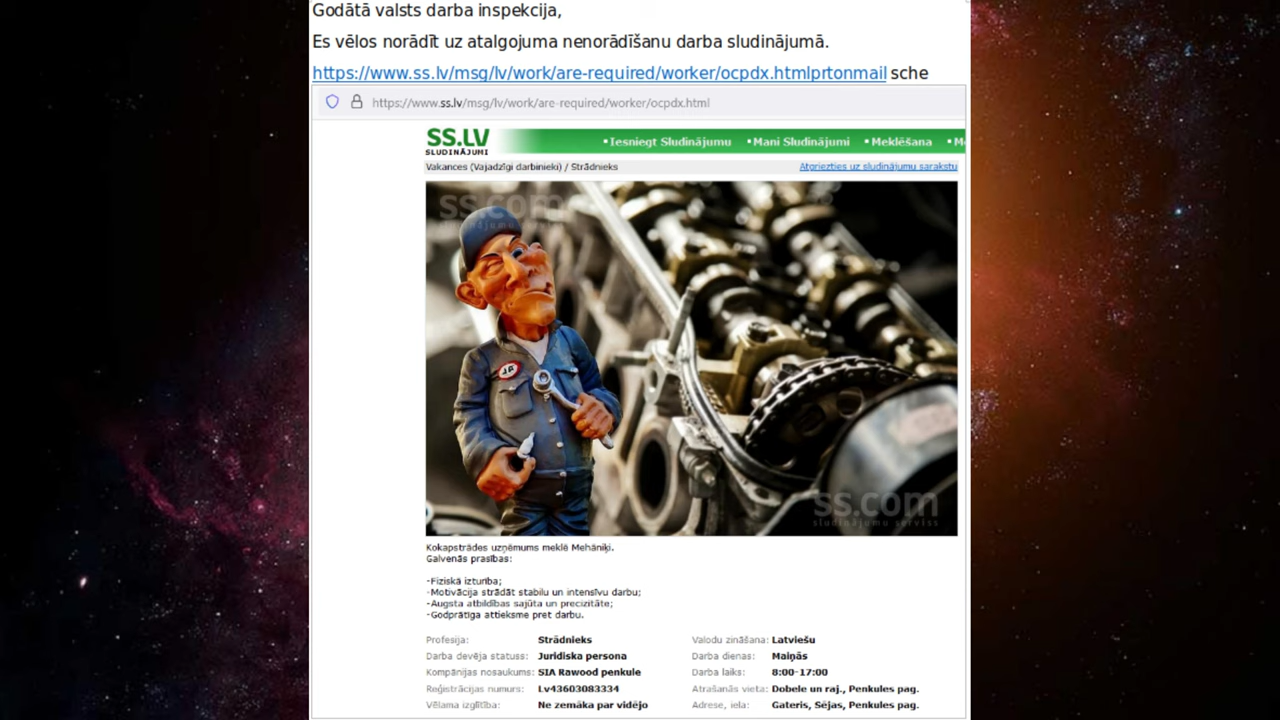 Godātā valsts darba inspekcija,
Es vēlos norādīt uz atalgojuma nenorādīšanu darba sludinājumā.
https://www.ss.lv/msg/lv/work/are-required/worker/ocpdx.htmlprtonmail sche
https://www.ss.lv/msg/lv/work/are-required/worker/ocpdx.html
SS.LV
SLUDINĀJUMI
▪Iesniegt Sludinājumu ▪Mani Sludinājumi ▪Meklēšana
Vakances (Vajadzīgi darbinieki) / Strādnieks Atgriezties uz sludinājumu sarakstu
ss.com
JR
ss.com
sludinājumu serviss
Kokapstrādes uzņēmums meklē Mehāniķi.
Galvenās prasības:
-Fiziskā izturība;
-Motivācija strādāt stabilu un intensīvu darbu;
-Augsta atbildības sajūta un precizitāte;
-Godprātīga attieksme pret darbu.
Profesija: Strādnieks Valodu zināšana: Latviešu
Darba devēja statuss: Juridiska persona Darba dienas: Maiņās
Kompānijas nosaukums: SIA Rawood penkule Darba laiks: 8:00-17:00
Reģistrācijas numurs: Lv43603083334 Atrašanās vieta: Dobele un raj., Penkules pag.
Vēlama izglītība: Ne zemāka par vidējo Adrese, iela: Gateris, Sējas, Penkules pag.